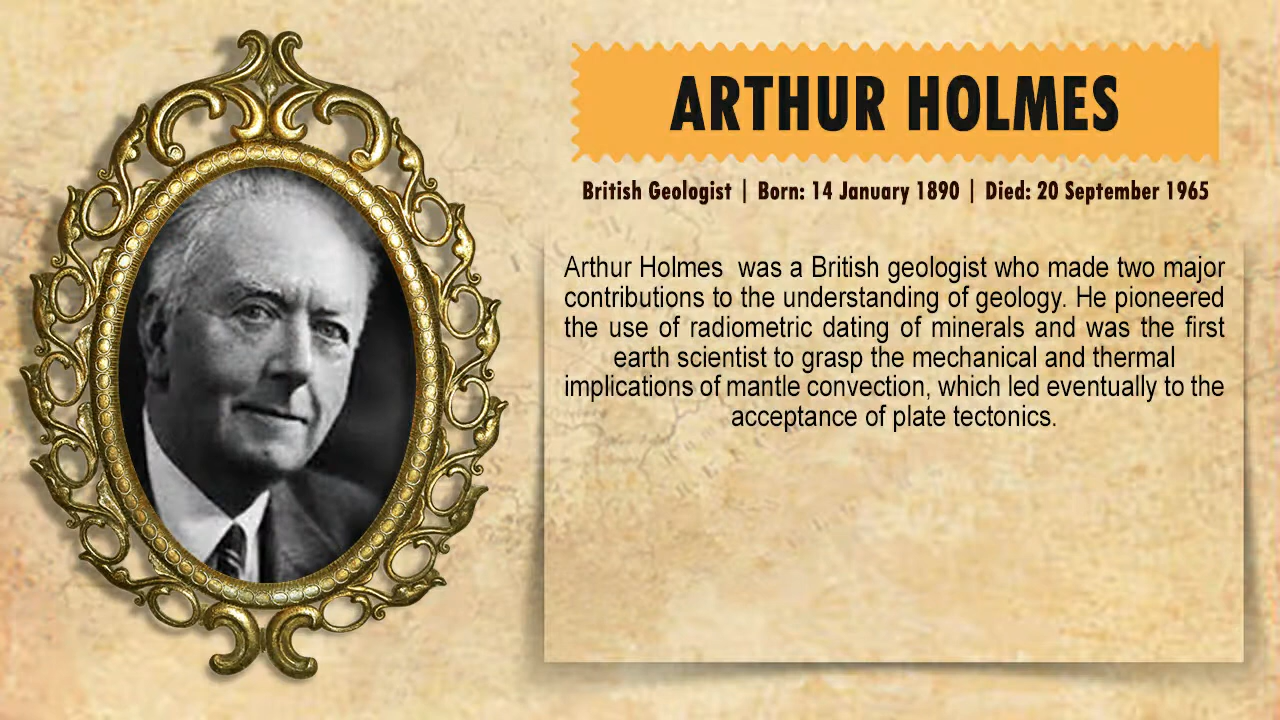 ARTHUR HOLMES
British Geologist | Born: 14 January 1890 | Died: 20 September 1965
Arthur Holmes  was a British geologist who made two major
contributions to the understanding of geology. He pioneered
the use of radiometric dating of minerals and was the first
earth scientist to grasp the mechanical and thermal
implications of mantle convection, which led eventually to the
acceptance of plate tectonics.